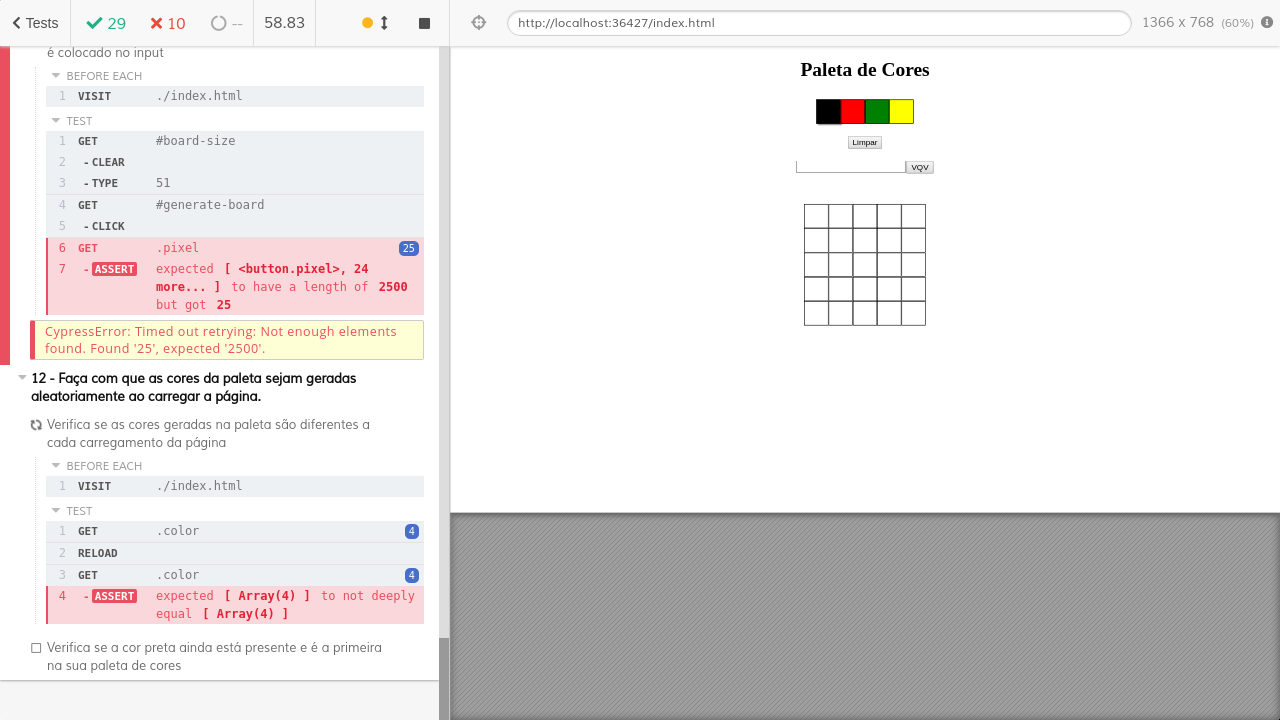 Tests 29 10 -- 58.83 http://localhost:36427/index.html 1366 x 768 (60%)
é colocado no input
BEFORE EACH
1 VISIT ./index.html
TEST
1 GET #board-size
2 - CLEAR
3 - TYPE 51
4 GET #generate-board
5 - CLICK
6 GET .pixel 25
7 - ASSERT expected [ <button.pixel>, 24
more... ] to have a length of 2500
but got 25
CypressError: Timed out retrying: Not enough elements
found. Found '25', expected '2500'.
12 - Faça com que as cores da paleta sejam geradas
aleatoriamente ao carregar a página.
Verifica se as cores geradas na paleta são diferentes a
cada carregamento da página
BEFORE EACH
1 VISIT ./index.html
TEST
1 GET .color 4
2 RELOAD
3 GET .color 4
4 - ASSERT expected [ Array(4) ] to not deeply
equal [ Array(4) ]
Verifica se a cor preta ainda está presente e é a primeira
na sua paleta de cores
Paleta de Cores
Limpar
VQV